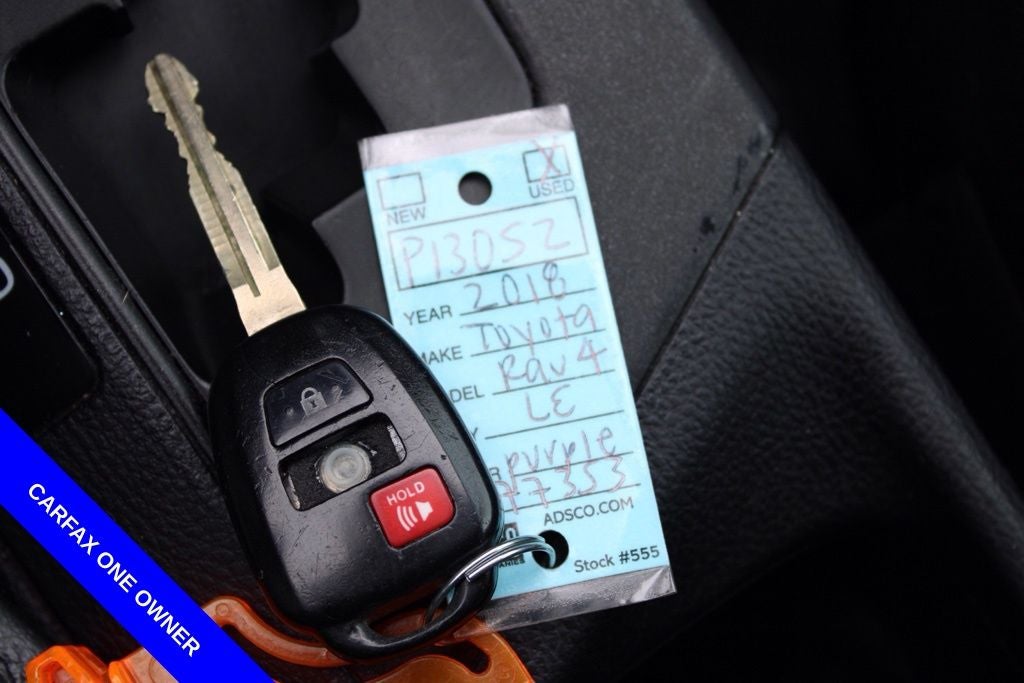 NEW
X
USED
P13052
YEAR 2018
MAKE Toyota
DEL Rav4
LE
purple
77353
ADSCO.COM
Stock #555
HOLD
CARFAX ONE OWNER